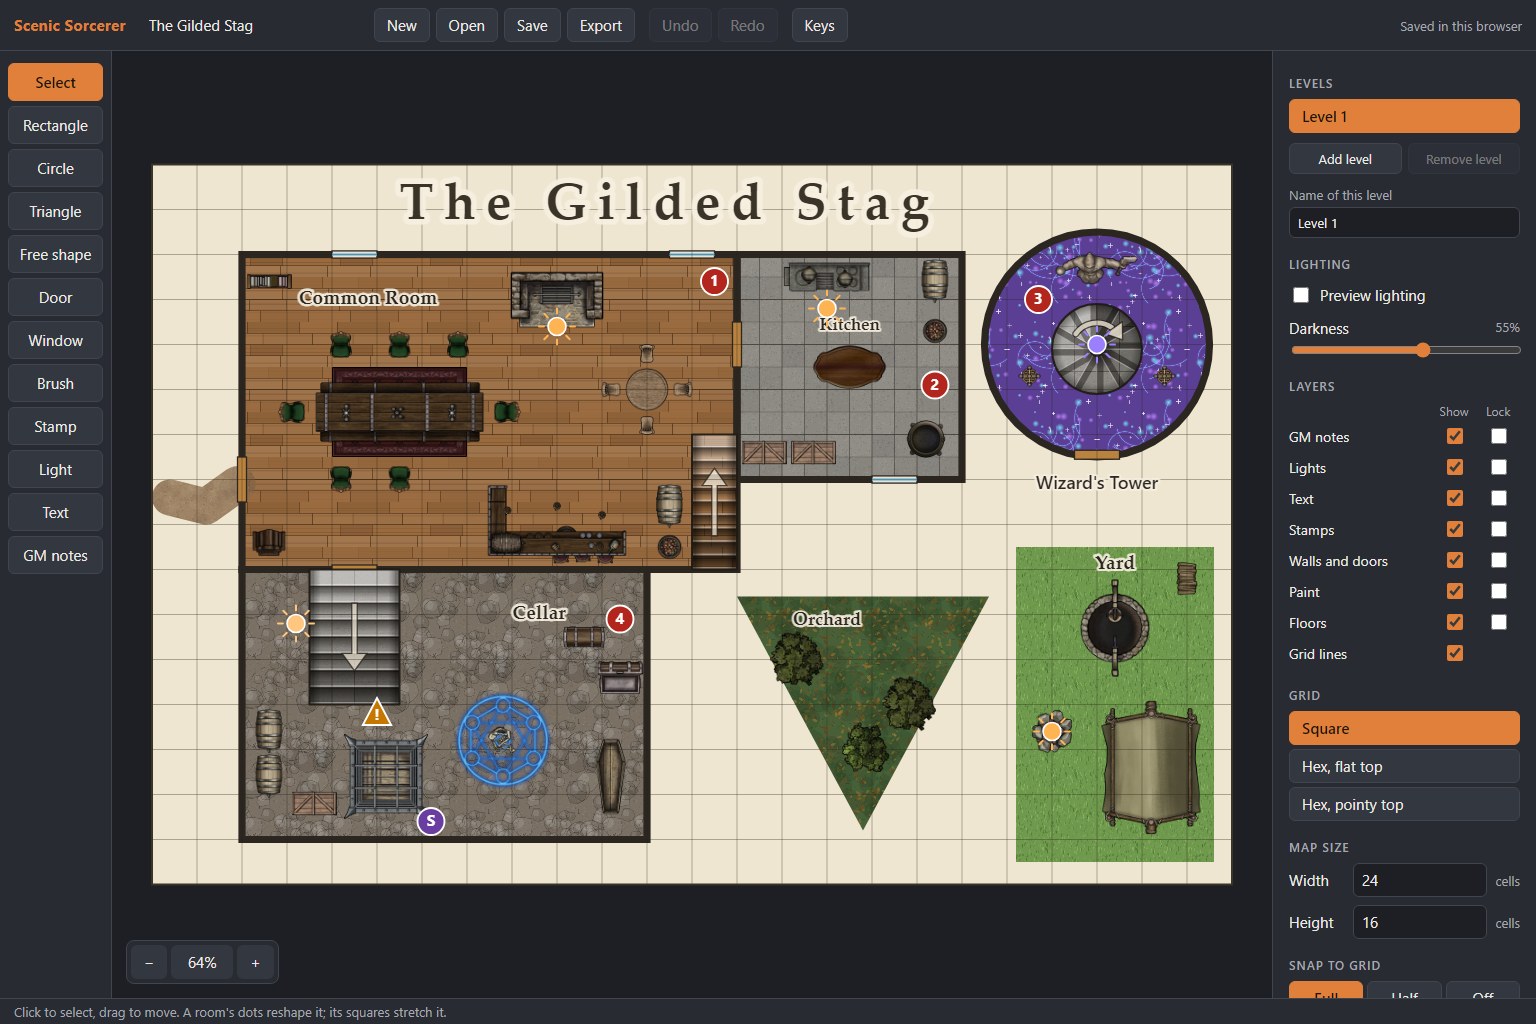 Scenic Sorcerer The Gilded Stag New Open Save Export Undo Redo Keys Saved in this browser
Select
Rectangle
Circle
Triangle
Free shape
Door
Window
Brush
Stamp
Light
Text
GM notes
The Gilded Stag
Common Room
1
Kitchen
2
3
Wizard's Tower
Cellar
4
!
S
Orchard
Yard
− 64% +
LEVELS
Level 1
Add level Remove level
Name of this level
Level 1
LIGHTING
Preview lighting
Darkness 55%
LAYERS
Show Lock
GM notes
Lights
Text
Stamps
Walls and doors
Paint
Floors
Grid lines
GRID
Square
Hex, flat top
Hex, pointy top
MAP SIZE
Width 24 cells
Height 16 cells
SNAP TO GRID
Full Half Off
Click to select, drag to move. A room's dots reshape it; its squares stretch it.